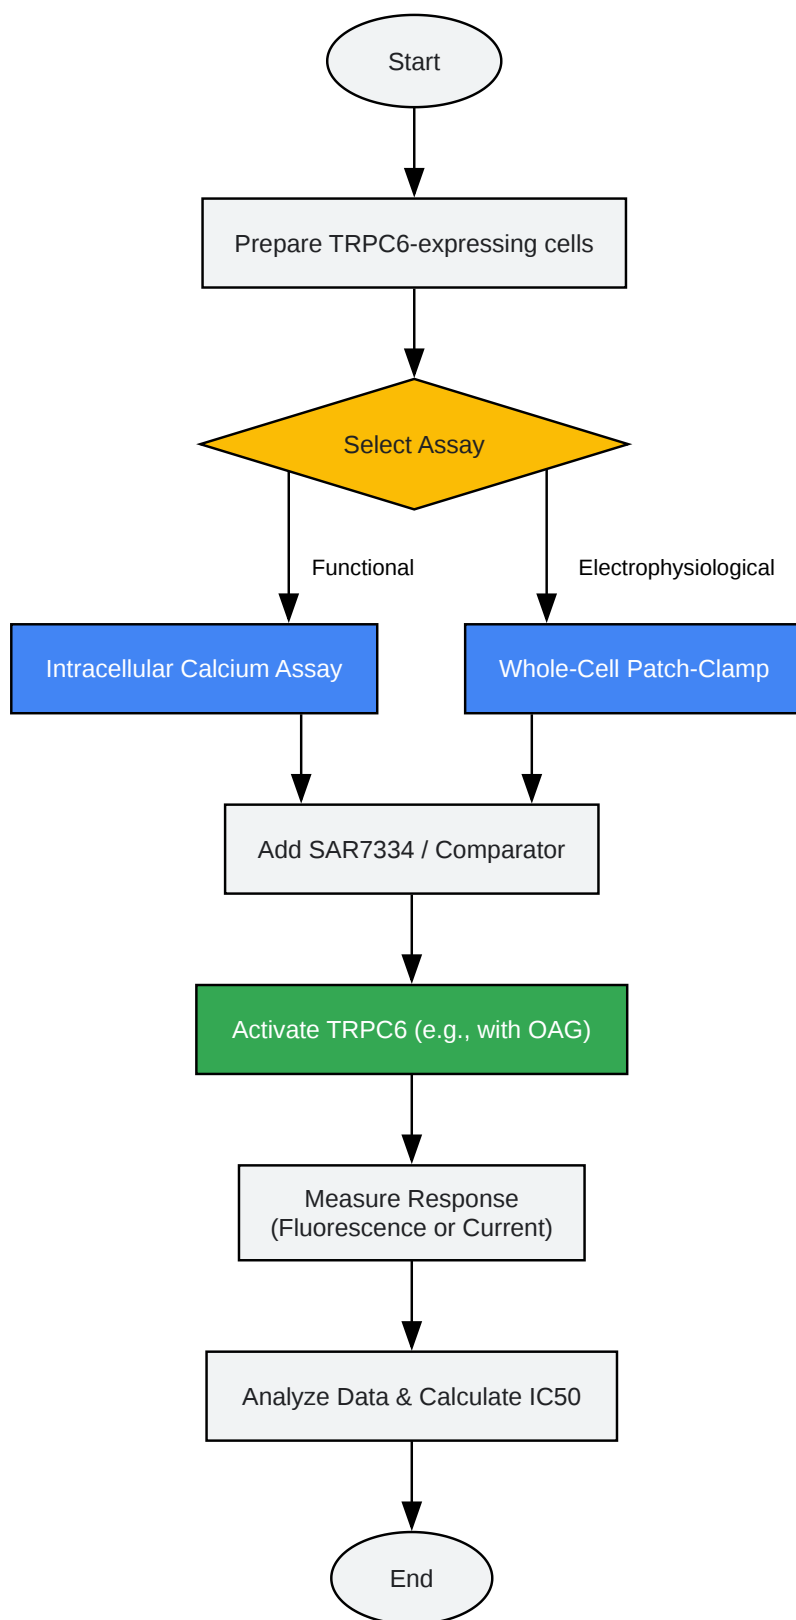 Start
Prepare TRPC6-expressing cells
Select Assay
Functional
Electrophysiological
Intracellular Calcium Assay
Whole-Cell Patch-Clamp
Add SAR7334 / Comparator
Activate TRPC6 (e.g., with OAG)
Measure Response
(Fluorescence or Current)
Analyze Data & Calculate IC50
End